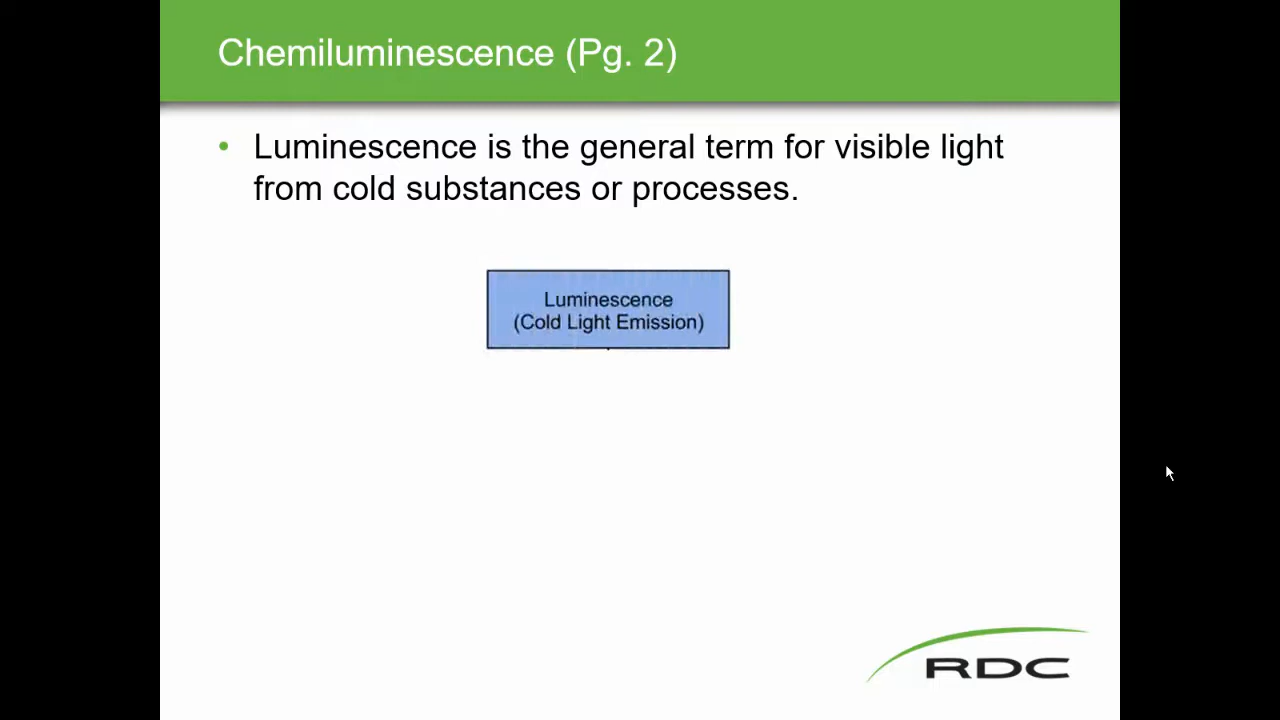 Chemiluminescence (Pg. 2)
• Luminescence is the general term for visible light
from cold substances or processes.
Luminescence
(Cold Light Emission)
RDC